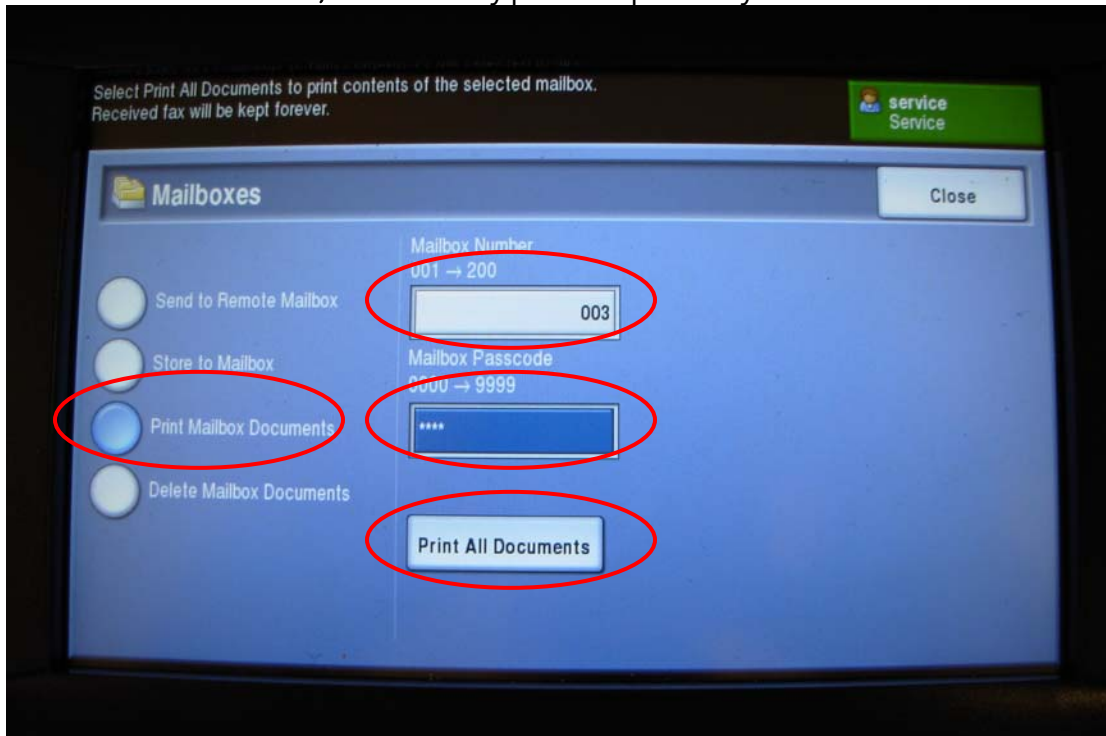 Select Print All Documents to print contents of the selected mailbox.
Received fax will be kept forever.
service
Service
Mailboxes
Close
Mailbox Number
001 → 200
003
Send to Remote Mailbox
Store to Mailbox
Mailbox Passcode
0000 → 9999
****
Print Mailbox Documents
Delete Mailbox Documents
Print All Documents